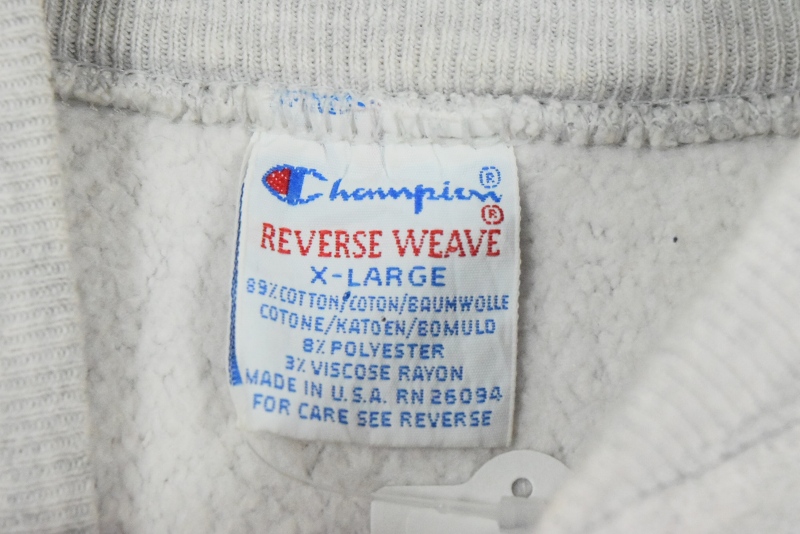 Champion®
REVERSE WEAVE®
X-LARGE
89% COTTON/COTON/BAUMWOLLE
COTONE/KATOEN/BOMULD
8% POLYESTER
3% VISCOSE RAYON
MADE IN U.S.A. RN 26094
FOR CARE SEE REVERSE